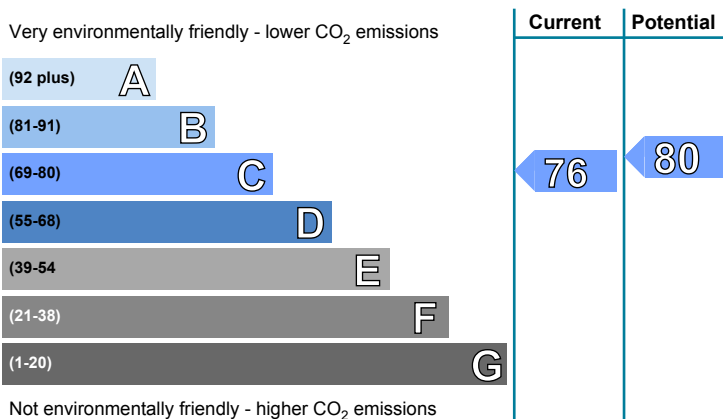 Current Potential
Very environmentally friendly - lower CO2 emissions
(92 plus) A
(81-91) B
(69-80) C 76 80
(55-68) D
(39-54 E
(21-38) F
(1-20) G
Not environmentally friendly - higher CO2 emissions